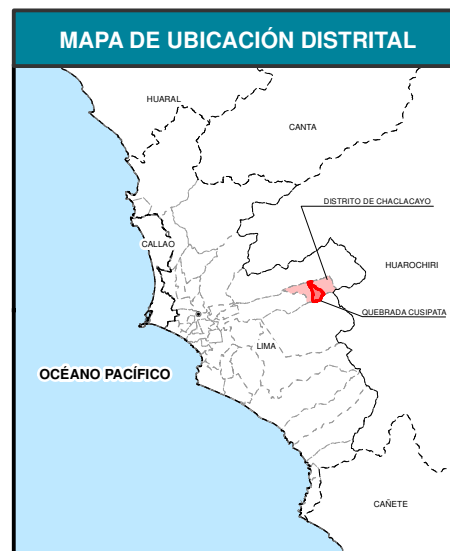 MAPA DE UBICACIÓN DISTRITAL
HUARAL
CANTA
DISTRITO DE CHACLACAYO
CALLAO
HUAROCHIRI
QUEBRADA CUSIPATA
LIMA
OCÉANO PACÍFICO
CAÑETE